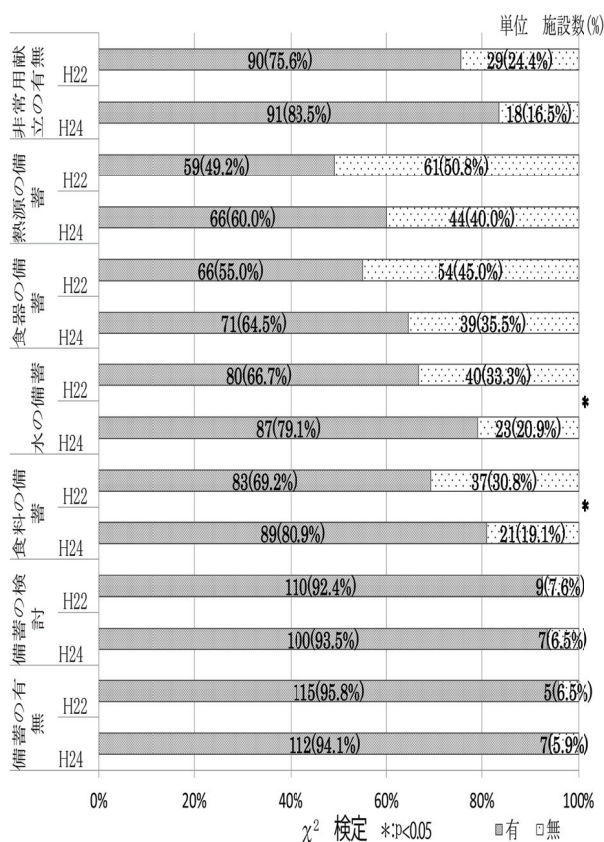 単位 施設数(%)
非常用献立の有無
H22
90(75.6%)
29(24.4%)
H24
91(83.5%)
18(16.5%)
熱源の備蓄
H22
59(49.2%)
61(50.8%)
H24
66(60.0%)
44(40.0%)
食器の備蓄
H22
66(55.0%)
54(45.0%)
H24
71(64.5%)
39(35.5%)
水の備蓄
H22
80(66.7%)
40(33.3%)
*
H24
87(79.1%)
23(20.9%)
食料の備蓄
H22
83(69.2%)
37(30.8%)
*
H24
89(80.9%)
21(19.1%)
備蓄の検討
H22
110(92.4%)
9(7.6%)
H24
100(93.5%)
7(6.5%)
備蓄の有無
H22
115(95.8%)
5(6.5%)
H24
112(94.1%)
7(5.9%)
0% 20% 40% 60% 80% 100%
χ² 検定 *:p<0.05 有 無